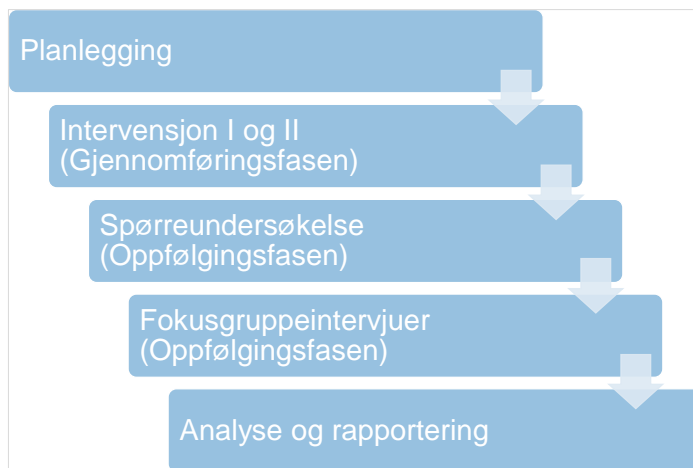 Planlegging
Intervensjon I og II
(Gjennomføringsfasen)
Spørreundersøkelse
(Oppfølgingsfasen)
Fokusgruppeintervjuer
(Oppfølgingsfasen)
Analyse og rapportering